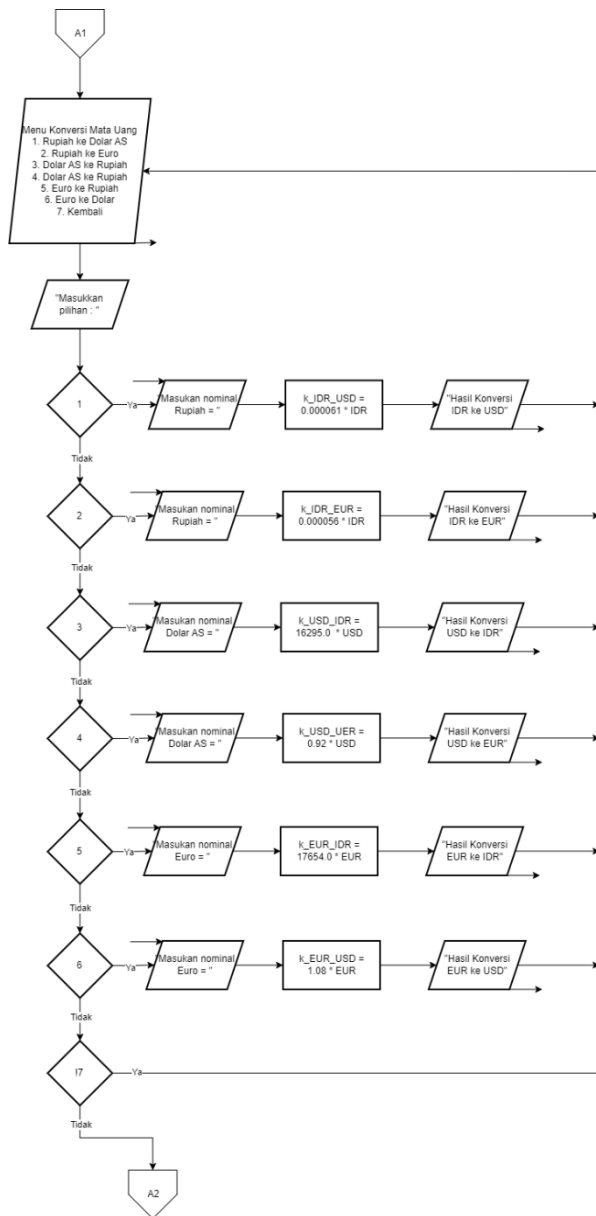 A1
Menu Konversi Mata Uang
1. Rupiah ke Dolar AS
2. Rupiah ke Euro
3. Dolar AS ke Rupiah
4. Dolar AS ke Rupiah
5. Euro ke Rupiah
6. Euro ke Dolar
7. Kembali
"Masukkan
pilihan : "
1
Ya
"Masukan nominal
Rupiah = "
k_IDR_USD =
0.000061 * IDR
"Hasil Konversi
IDR ke USD"
Tidak
2
Ya
"Masukan nominal
Rupiah = "
k_IDR_EUR =
0.000056 * IDR
"Hasil Konversi
IDR ke EUR"
Tidak
3
Ya
"Masukan nominal
Dolar AS = "
k_USD_IDR =
16295.0 * USD
"Hasil Konversi
USD ke IDR"
Tidak
4
Ya
"Masukan nominal
Dolar AS = "
k_USD_UER =
0.92 * USD
"Hasil Konversi
USD ke EUR"
Tidak
5
Ya
"Masukan nominal
Euro = "
k_EUR_IDR =
17654.0 * EUR
"Hasil Konversi
EUR ke IDR"
Tidak
6
Ya
"Masukan nominal
Euro = "
k_EUR_USD =
1.08 * EUR
"Hasil Konversi
EUR ke USD"
Tidak
!7
Ya
Tidak
A2